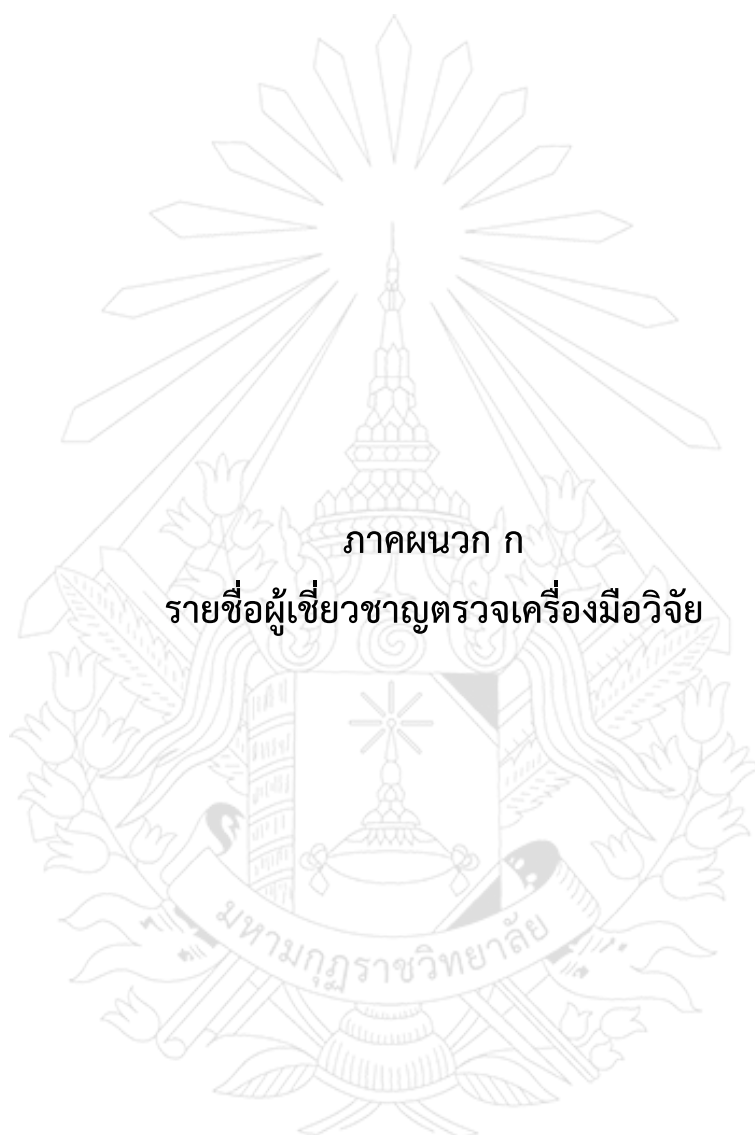 ภาคผนวก ก
รายชื่อผู้เชี่ยวชาญตรวจเครื่องมือวิจัย
มหามกุฏราชวิทยาลัย